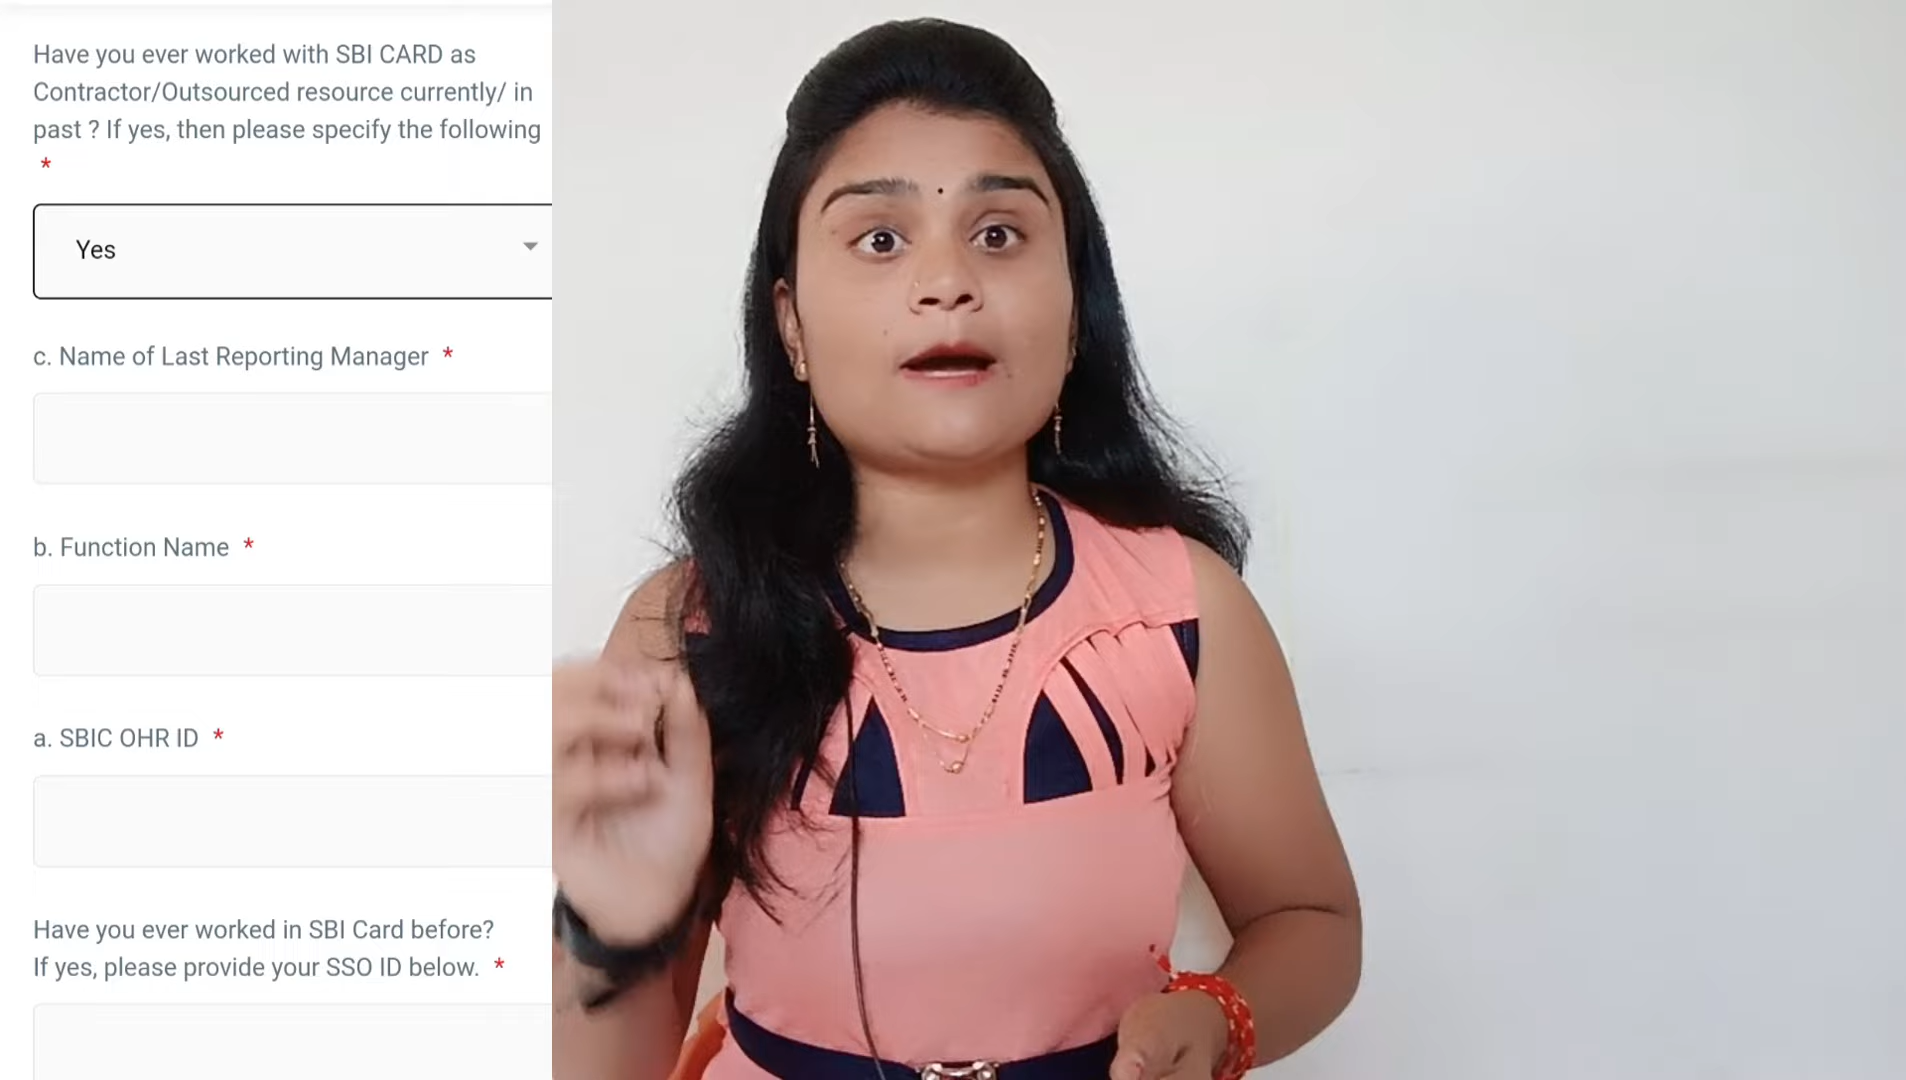 Have you ever worked with SBI CARD as
Contractor/Outsourced resource currently/ in
past ? If yes, then please specify the following
*
Yes
c. Name of Last Reporting Manager *
b. Function Name *
a. SBIC OHR ID *
Have you ever worked in SBI Card before?
If yes, please provide your SSO ID below. *